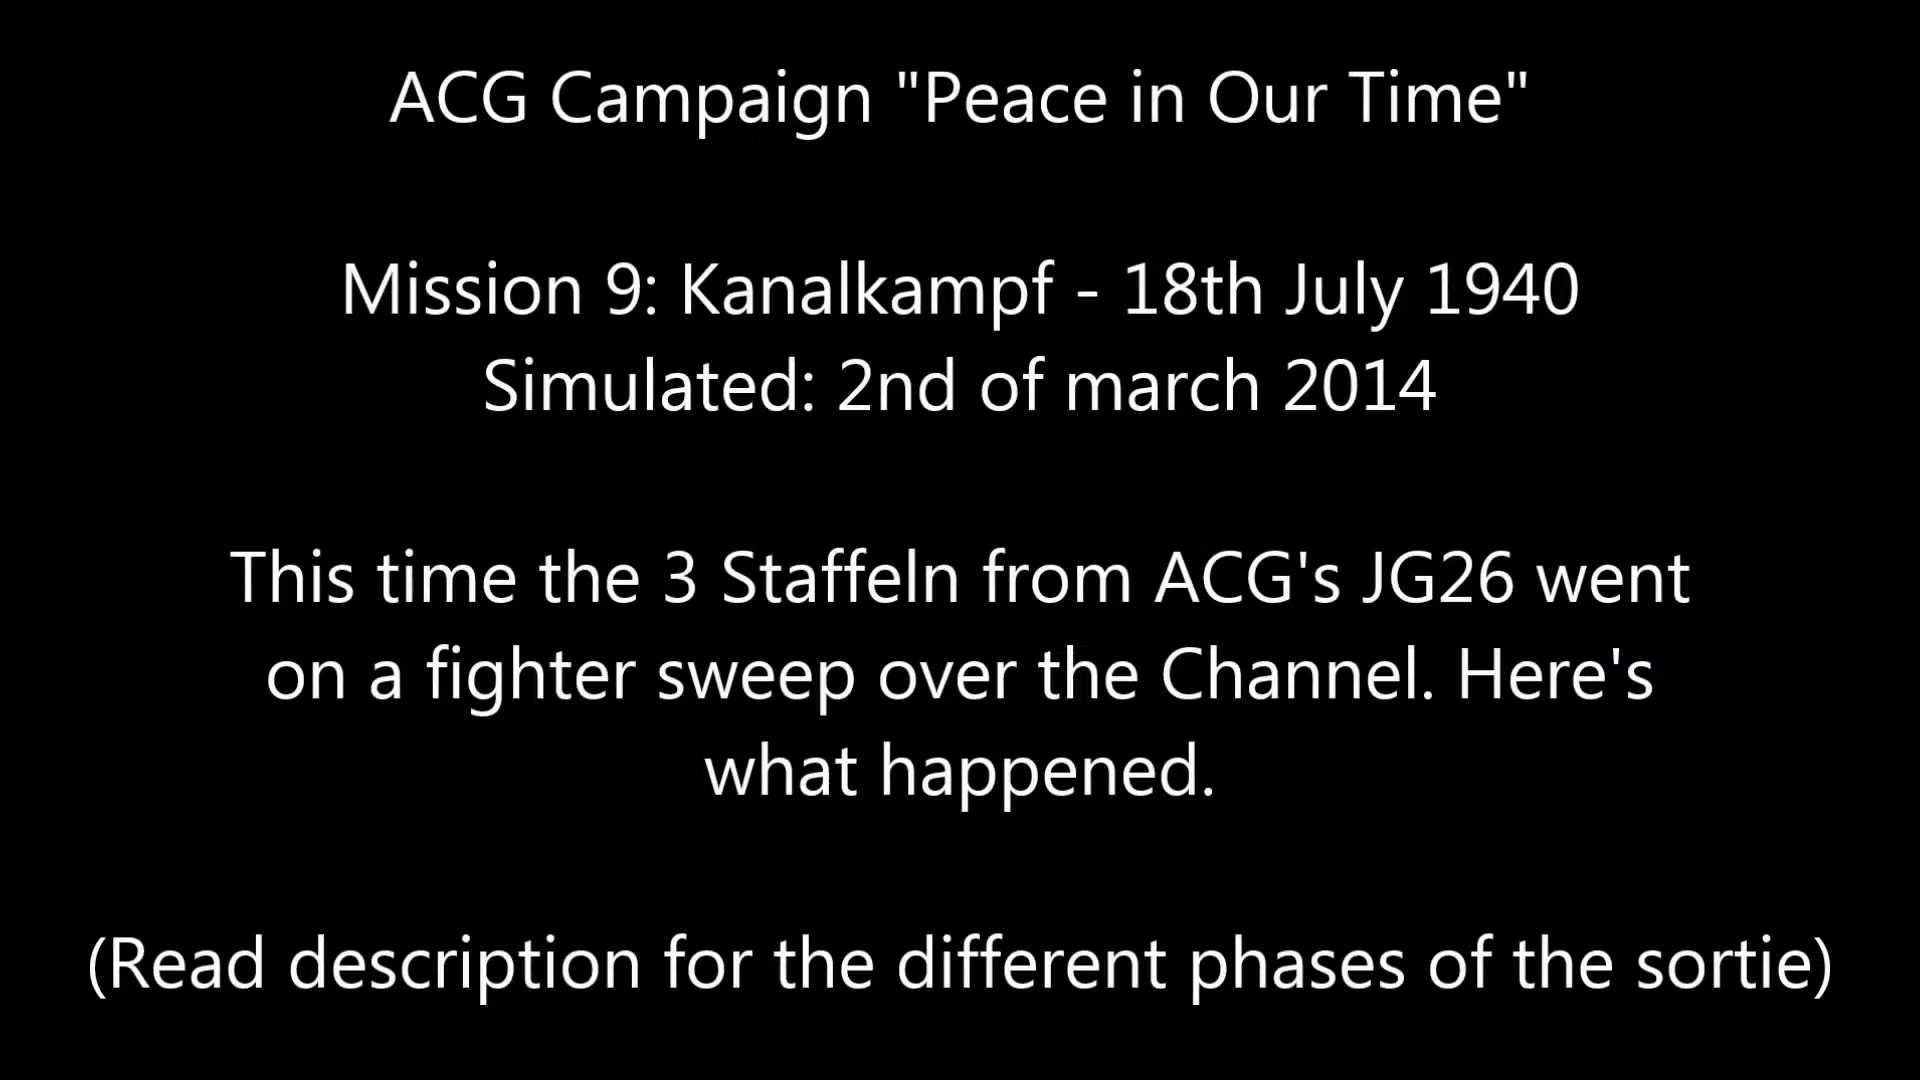 ACG Campaign "Peace in Our Time"
Mission 9: Kanalkampf - 18th July 1940
Simulated: 2nd of march 2014
This time the 3 Staffeln from ACG's JG26 went
on a fighter sweep over the Channel. Here's
what happened.
(Read description for the different phases of the sortie)